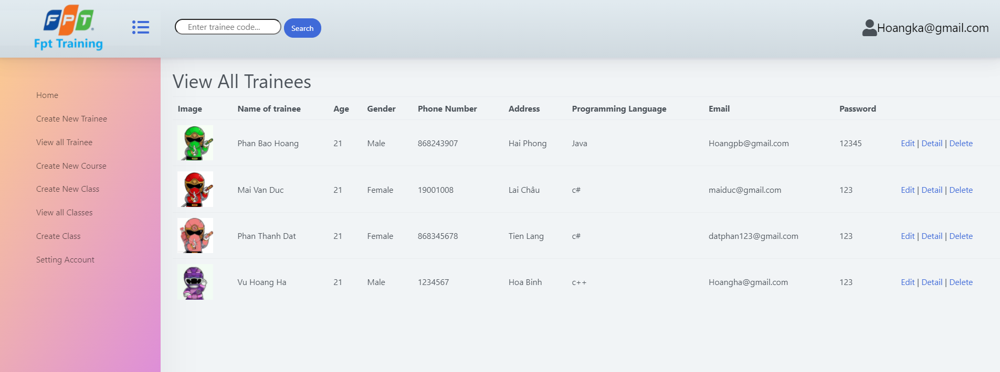 FPT
Fpt Training
Enter trainee code...
Search
Hoangka@gmail.com
Home
Create New Trainee
View all Trainee
Create New Course
Create New Class
View all Classes
Create Class
Setting Account
View All Trainees
Image Name of trainee Age Gender Phone Number Address Programming Language Email Password
Phan Bao Hoang 21 Male 868243907 Hai Phong Java Hoangpb@gmail.com 12345 Edit | Detail | Delete
Mai Van Duc 21 Female 19001008 Lai Châu c# maiduc@gmail.com 123 Edit | Detail | Delete
Phan Thanh Dat 21 Female 868345678 Tien Lang c# datphan123@gmail.com 123 Edit | Detail | Delete
Vu Hoang Ha 21 Male 1234567 Hoa Binh c++ Hoangha@gmail.com 123 Edit | Detail | Delete